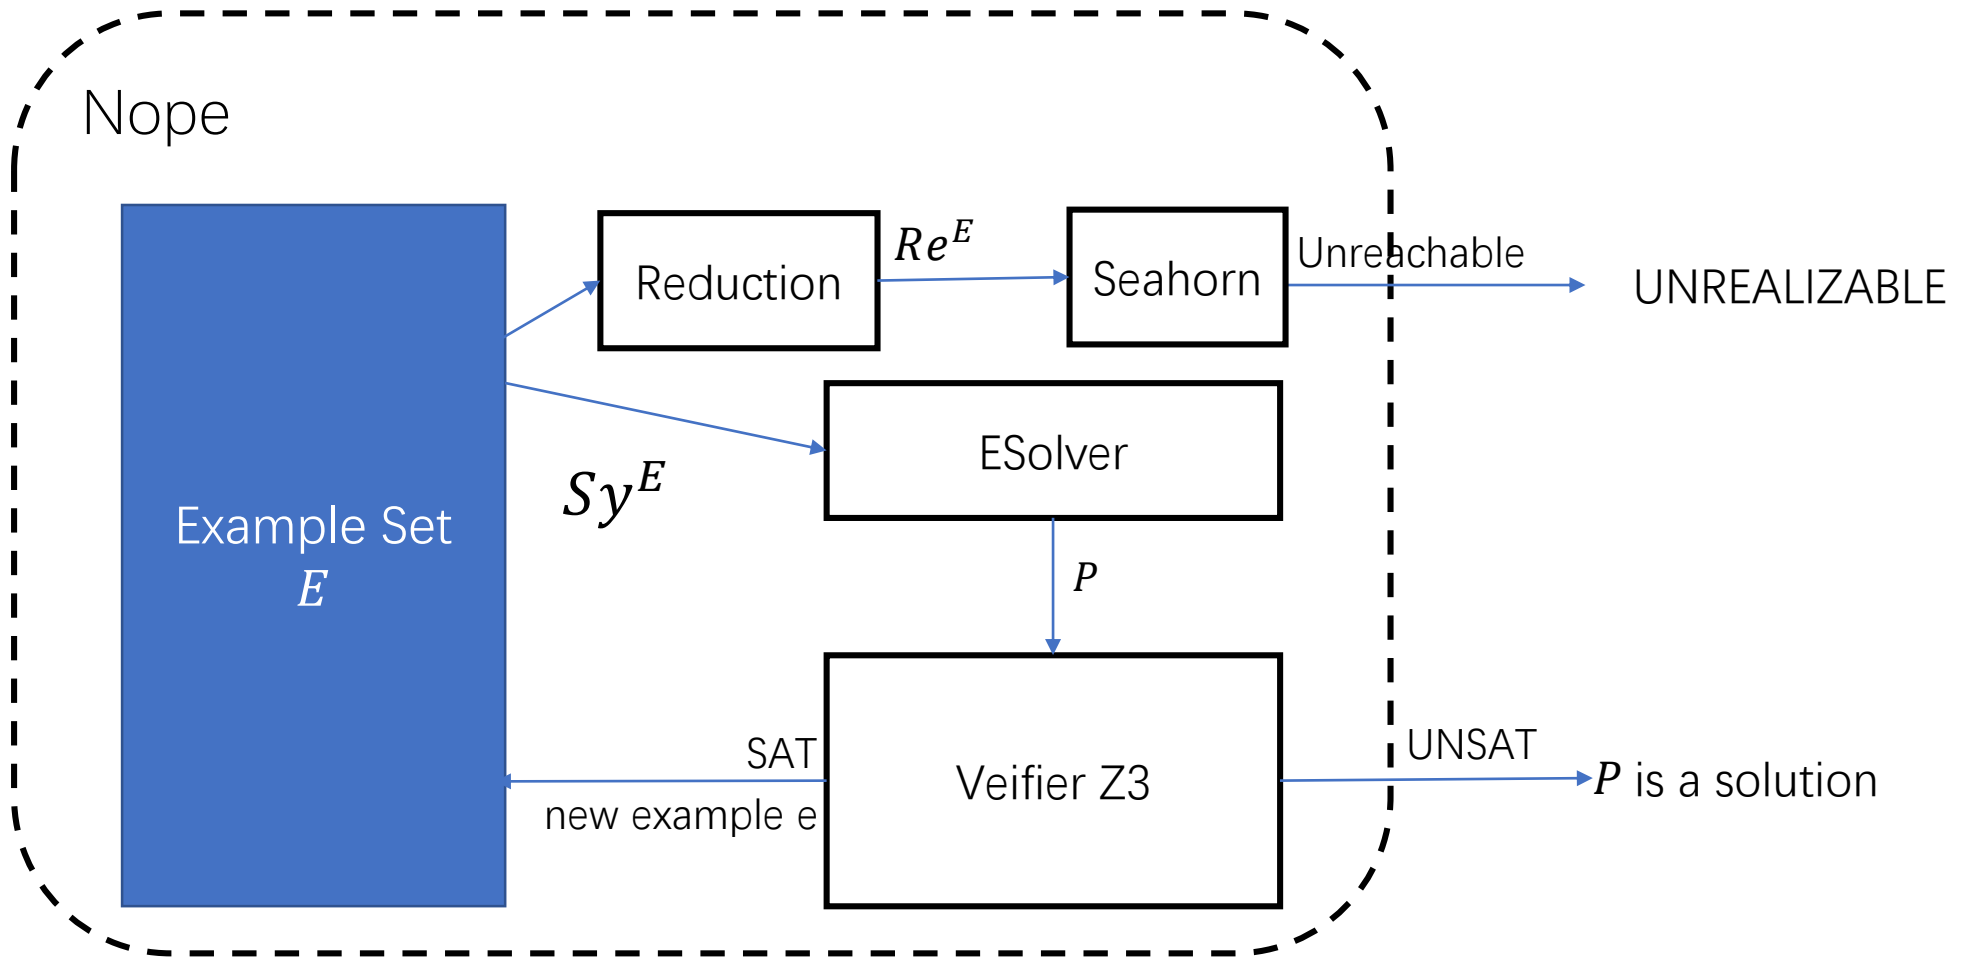 Nope
Reduction
Re^E
Seahorn
Unreachable
UNREALIZABLE
ESolver
Sy^E
Example Set
E
P
SAT
new example e
Veifier Z3
UNSAT
P is a solution